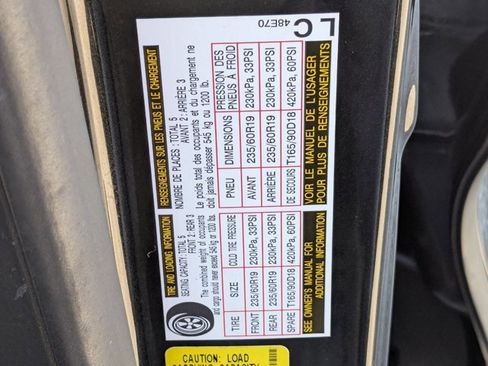 TIRE AND LOADING INFORMATION
SEATING CAPACITY: TOTAL 5
FRONT 2: REAR 3
The combined weight of occupants
and cargo should never exceed 545 kg or 1200 lbs.
TIRE SIZE COLD TIRE PRESSURE
FRONT 235/60R19 230kPa, 33PSI
REAR 235/60R19 230kPa, 33PSI
SPARE T165/90D18 420kPa, 60PSI
SEE OWNER'S MANUAL FOR
ADDITIONAL INFORMATION
RENSEIGNEMENTS SUR LES PNEUS ET LE CHARGEMENT
NOMBRE DE PLACES : TOTAL 5
AVANT 2 : ARRIÈRE 3
Le poids total des occupants et du chargement ne
doit jamais dépasser 545 kg ou 1200 lb.
PNEU DIMENSIONS PRESSION DES
PNEUS À FROID
AVANT 235/60R19 230kPa, 33PSI
ARRIÈRE 235/60R19 230kPa, 33PSI
DE SECOURS T165/90D18 420kPa, 60PSI
VOIR LE MANUEL DE L'USAGER
POUR PLUS DE RENSEIGNEMENTS
48E70
LC
CAUTION: LOAD
CARRYING CAPACITY